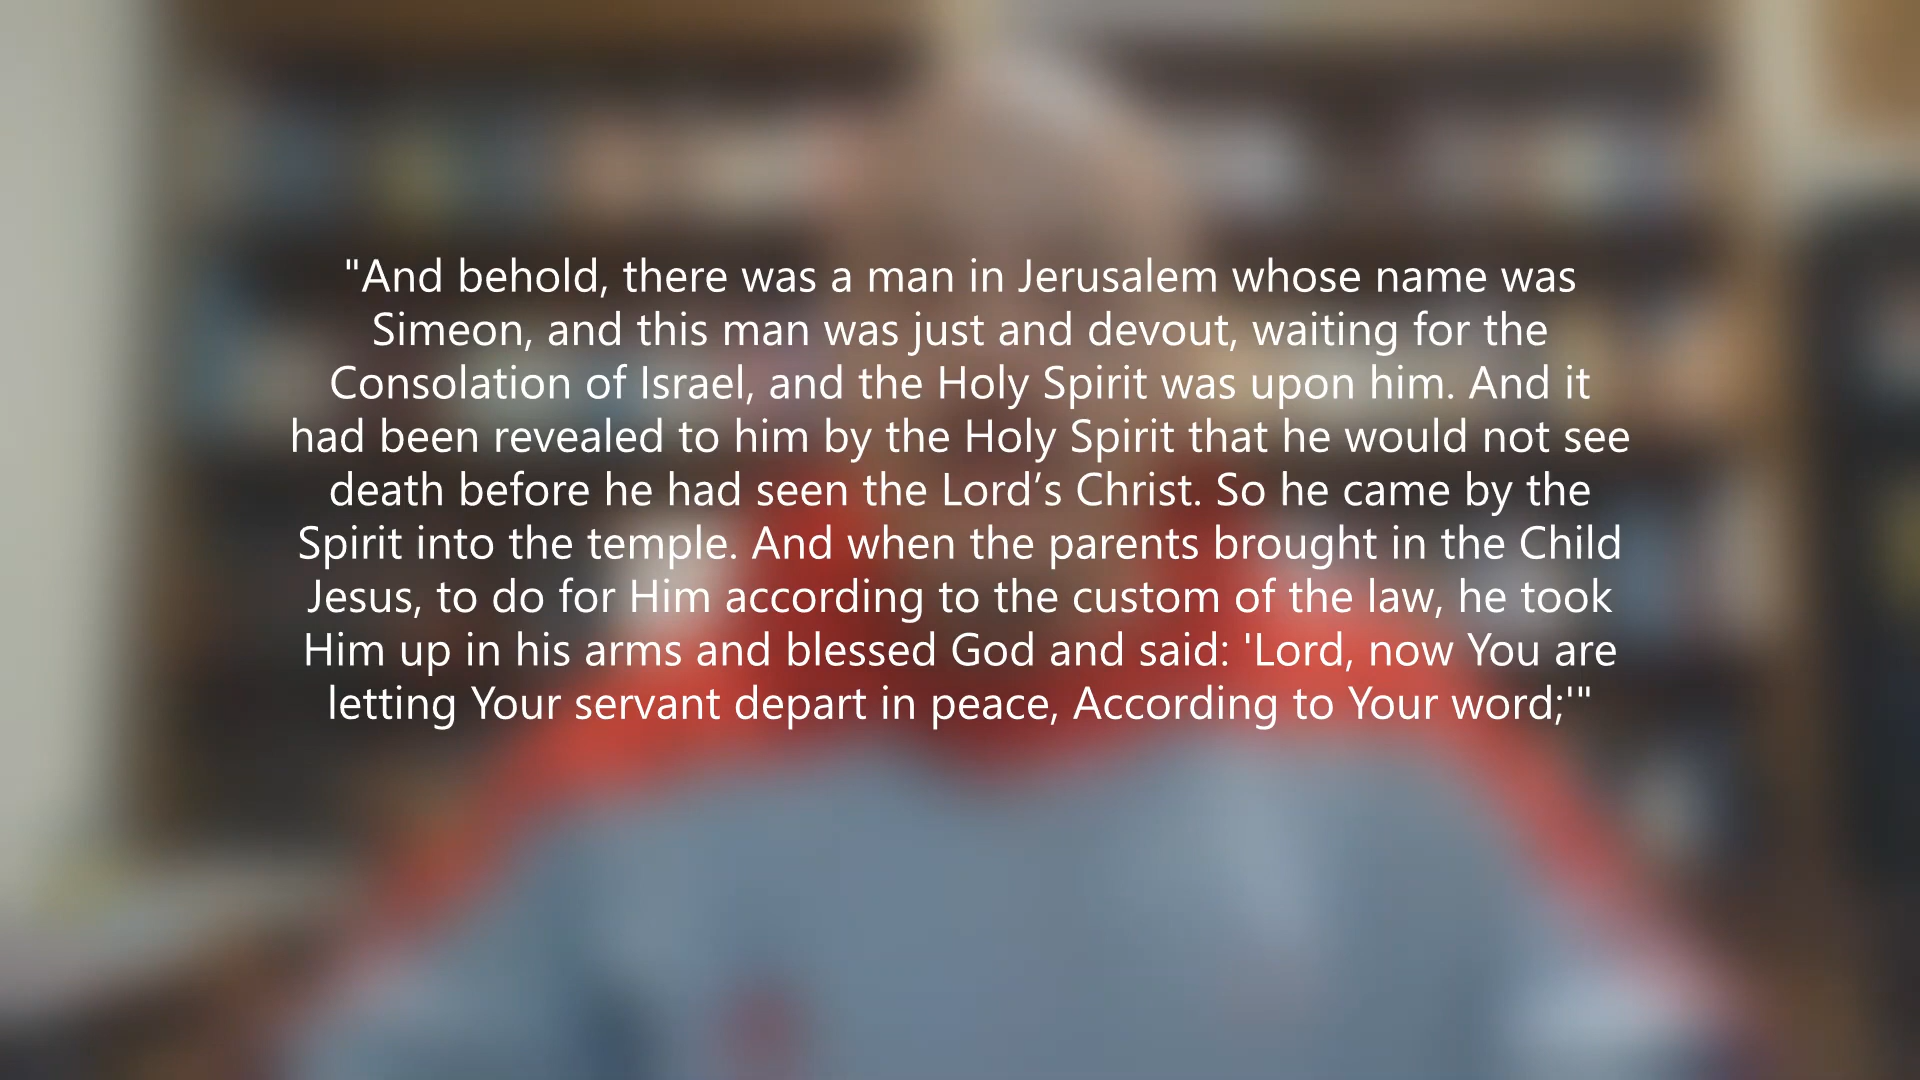 "And behold, there was a man in Jerusalem whose name was
Simeon, and this man was just and devout, waiting for the
Consolation of Israel, and the Holy Spirit was upon him. And it
had been revealed to him by the Holy Spirit that he would not see
death before he had seen the Lord’s Christ. So he came by the
Spirit into the temple. And when the parents brought in the Child
Jesus, to do for Him according to the custom of the law, he took
Him up in his arms and blessed God and said: 'Lord, now You are
letting Your servant depart in peace, According to Your word;'"